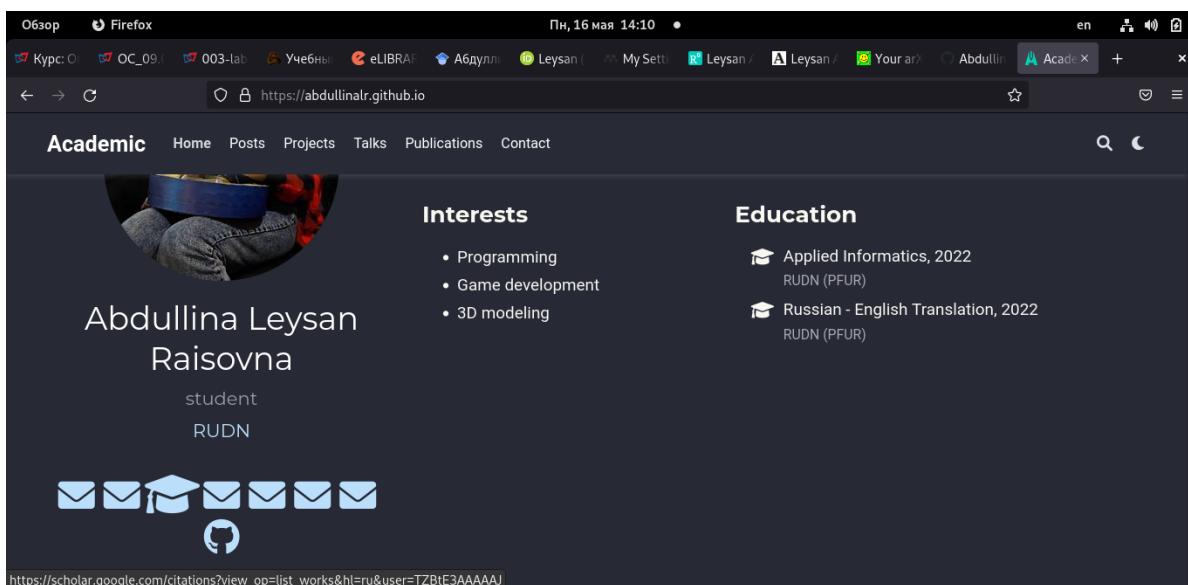 Обзор Firefox Пн, 16 мая 14:10 en
Курс: О ОС_09.( 003-lab Учебны eLIBRAF Абдулл Leysan ( My Setti Leysan / Leysan / Your arX Abdullin Acade
https://abdullinalr.github.io
Academic Home Posts Projects Talks Publications Contact
Interests
Programming
Game development
3D modeling
Education
Applied Informatics, 2022
RUDN (PFUR)
Russian - English Translation, 2022
RUDN (PFUR)
Abdullina Leysan
Raisovna
student
RUDN
https://scholar.google.com/citations?view_op=list_works&hl=ru&user=TZBtE3AAAAAJ